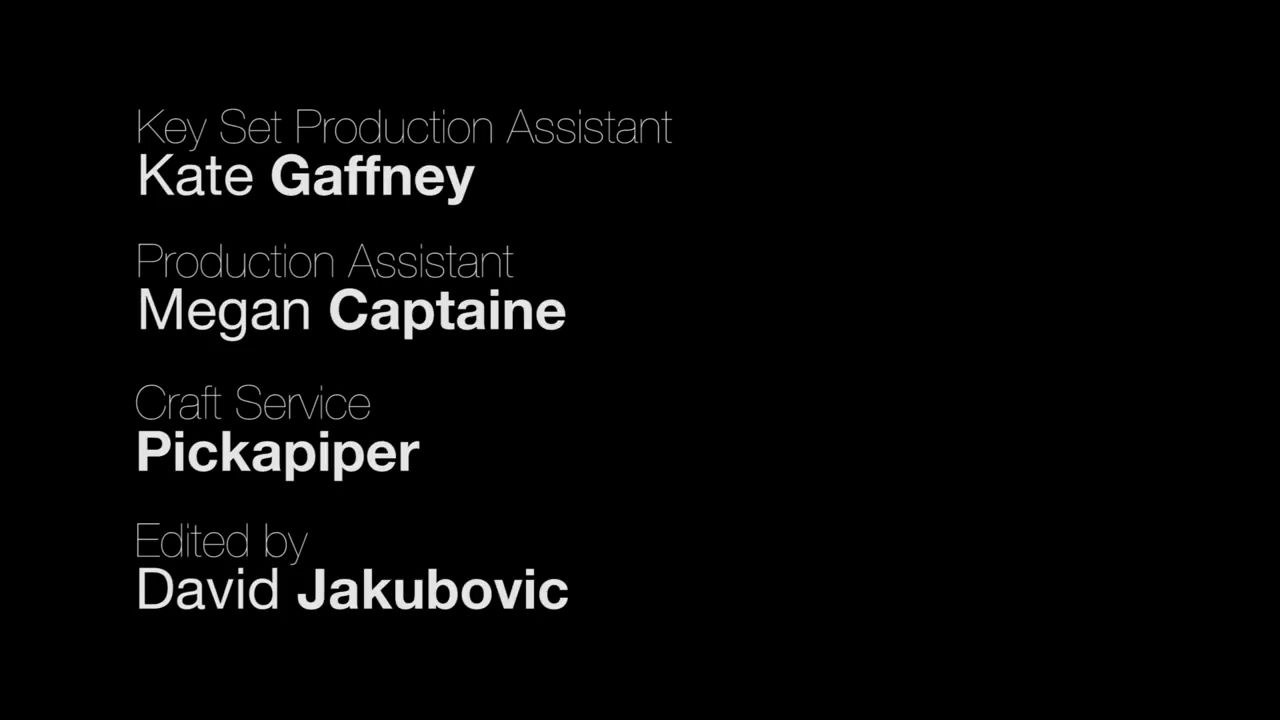 Key Set Production Assistant
Kate Gaffney
Production Assistant
Megan Captaine
Craft Service
Pickapiper
Edited by
David Jakubovic